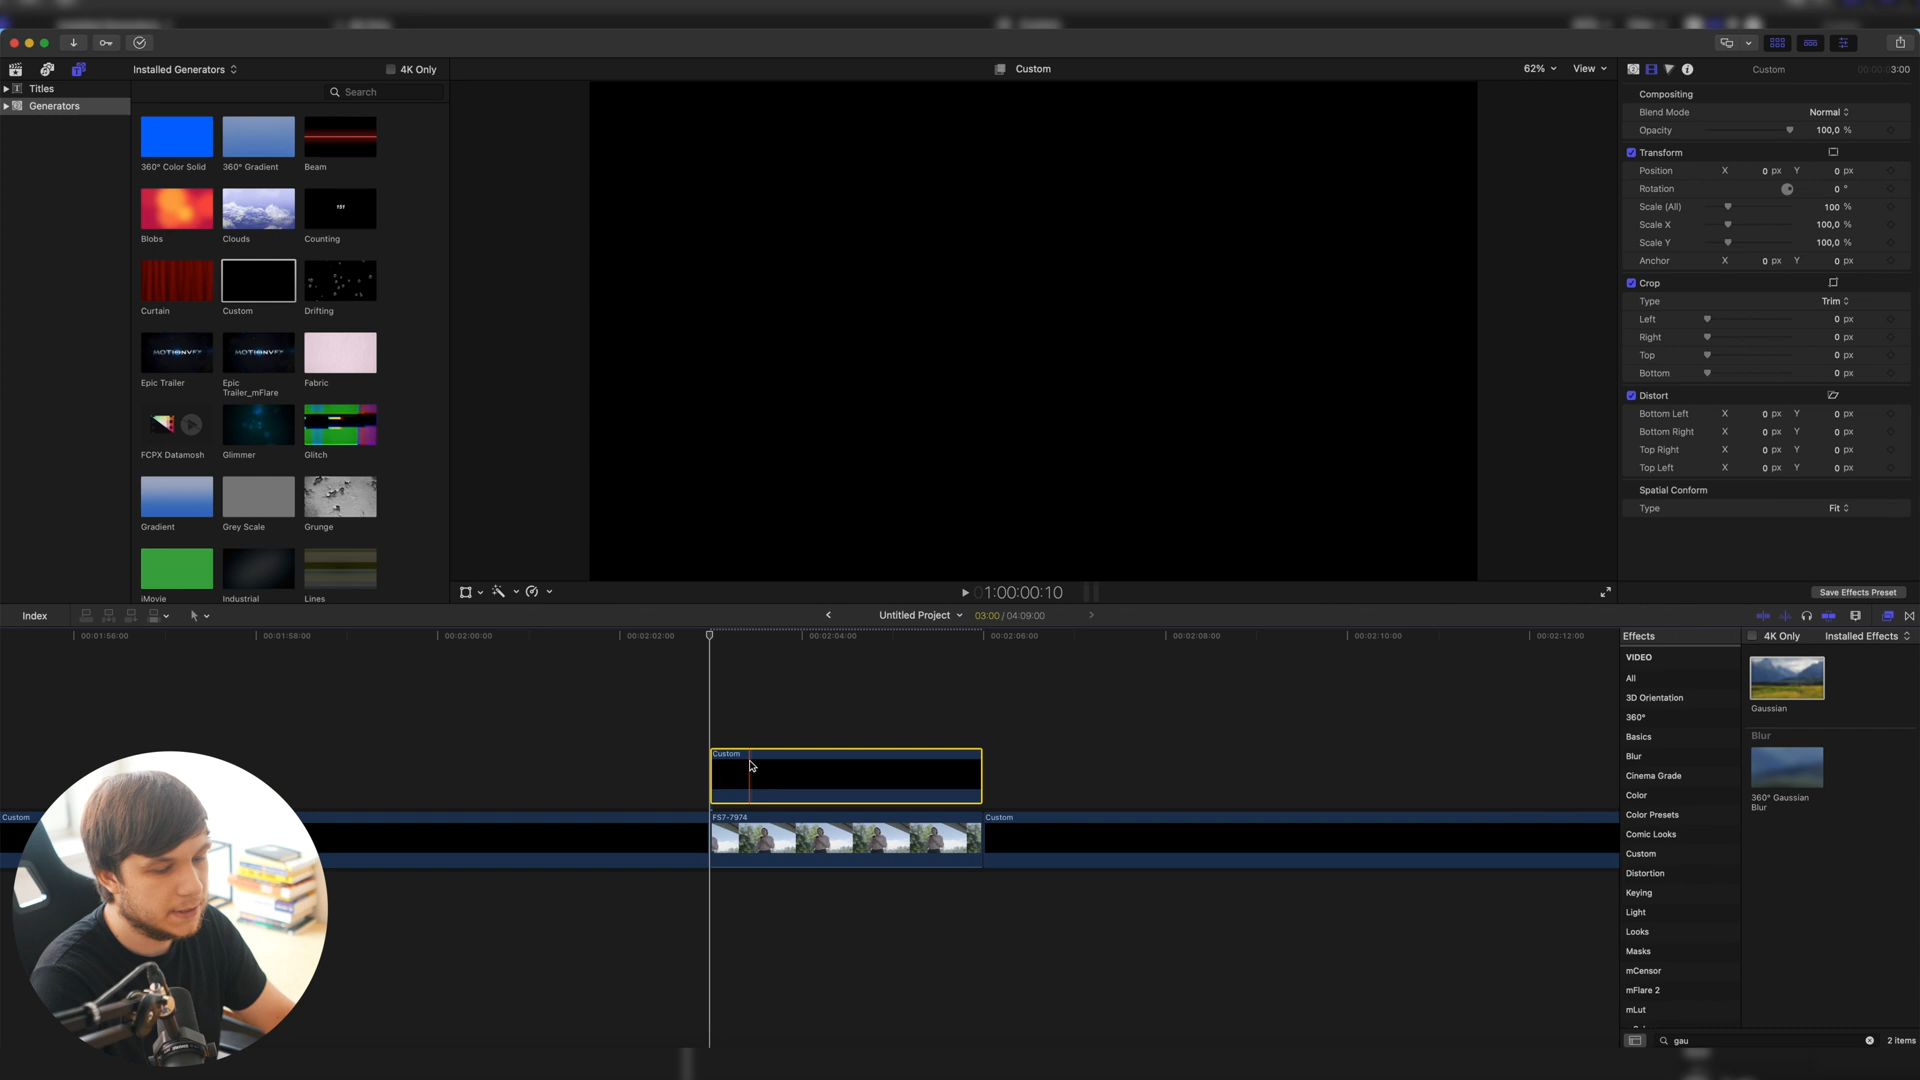 Installed Generators
4K Only
Custom
62%
View
Custom
00:00:03:00
Titles
Generators
Search
360° Color Solid
360° Gradient
Beam
Blobs
Clouds
Counting
Curtain
Custom
Drifting
MOTIONVFX
MOTIONVFX
Epic Trailer
Epic
Trailer_mFlare
Fabric
FCPX Datamosh
Glimmer
Glitch
Gradient
Grey Scale
Grunge
iMovie
Industrial
Lines
Compositing
Blend Mode
Normal
Opacity
100,0 %
Transform
Position
X 0 px Y 0 px
Rotation
0 °
Scale (All)
100 %
Scale X
100,0 %
Scale Y
100,0 %
Anchor
X 0 px Y 0 px
Crop
Type
Trim
Left
0 px
Right
0 px
Top
0 px
Bottom
0 px
Distort
Bottom Left
X 0 px Y 0 px
Bottom Right
X 0 px Y 0 px
Top Right
X 0 px Y 0 px
Top Left
X 0 px Y 0 px
Spatial Conform
Type
Fit
Save Effects Preset
01:00:00:10
Index
Untitled Project
03:00 / 04:09:00
00:01:56:00
00:01:58:00
00:02:00:00
00:02:02:00
00:02:04:00
00:02:06:00
00:02:08:00
00:02:10:00
00:02:12:00
Custom
Custom
FS7-7974
Custom
Effects
4K Only
Installed Effects
VIDEO
All
3D Orientation
360°
Basics
Blur
Cinema Grade
Color
Color Presets
Comic Looks
Custom
Distortion
Keying
Light
Looks
Masks
mCensor
mFlare 2
mLut
Gaussian
Blur
360° Gaussian
Blur
gau
2 items